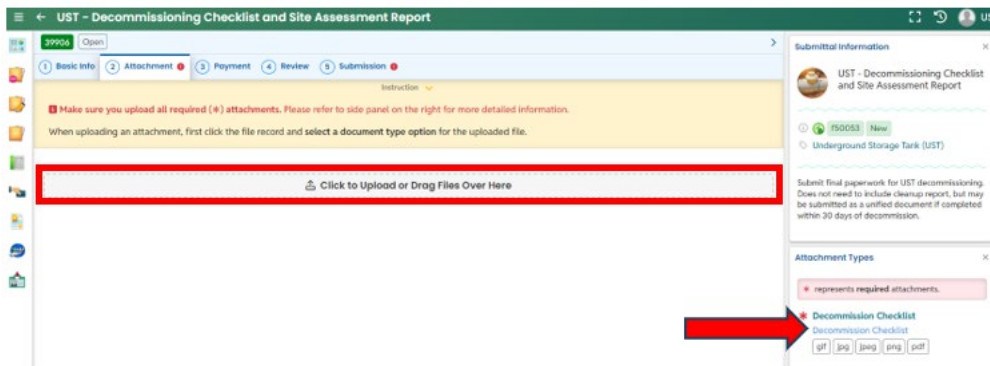 UST - Decommissioning Checklist and Site Assessment Report
39906 Open
1 Basic Info 2 Attachment 3 Payment 4 Review 5 Submission
Instruction
Make sure you upload all required (*) attachments. Please refer to side panel on the right for more detailed information.
When uploading an attachment, first click the file record and select a document type option for the uploaded file.
Click to Upload or Drag Files Over Here
Submittal Information
UST - Decommissioning Checklist
and Site Assessment Report
f50053 New
Underground Storage Tank (UST)
Submit final paperwork for UST decommissioning.
Does not need to include cleanup report, but may
be submitted as a unified document if completed
within 30 days of decommission.
Attachment Types
* represents required attachments.
* Decommission Checklist
Decommission Checklist
gif jpg jpeg png pdf